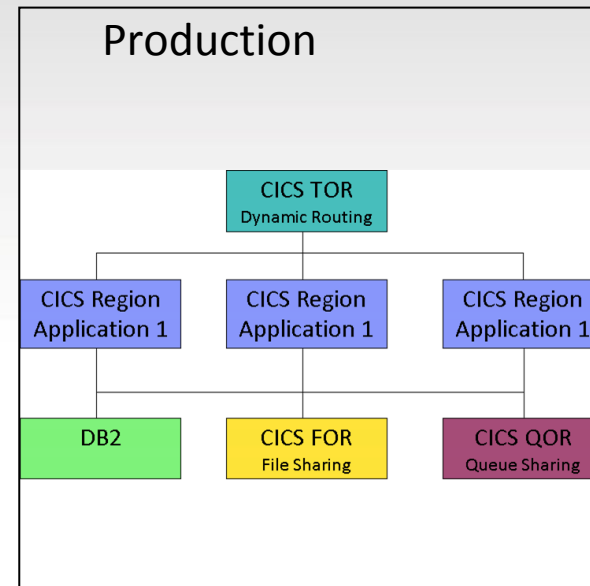 Production
CICS TOR
Dynamic Routing
CICS Region
Application 1
CICS Region
Application 1
CICS Region
Application 1
DB2
CICS FOR
File Sharing
CICS QOR
Queue Sharing